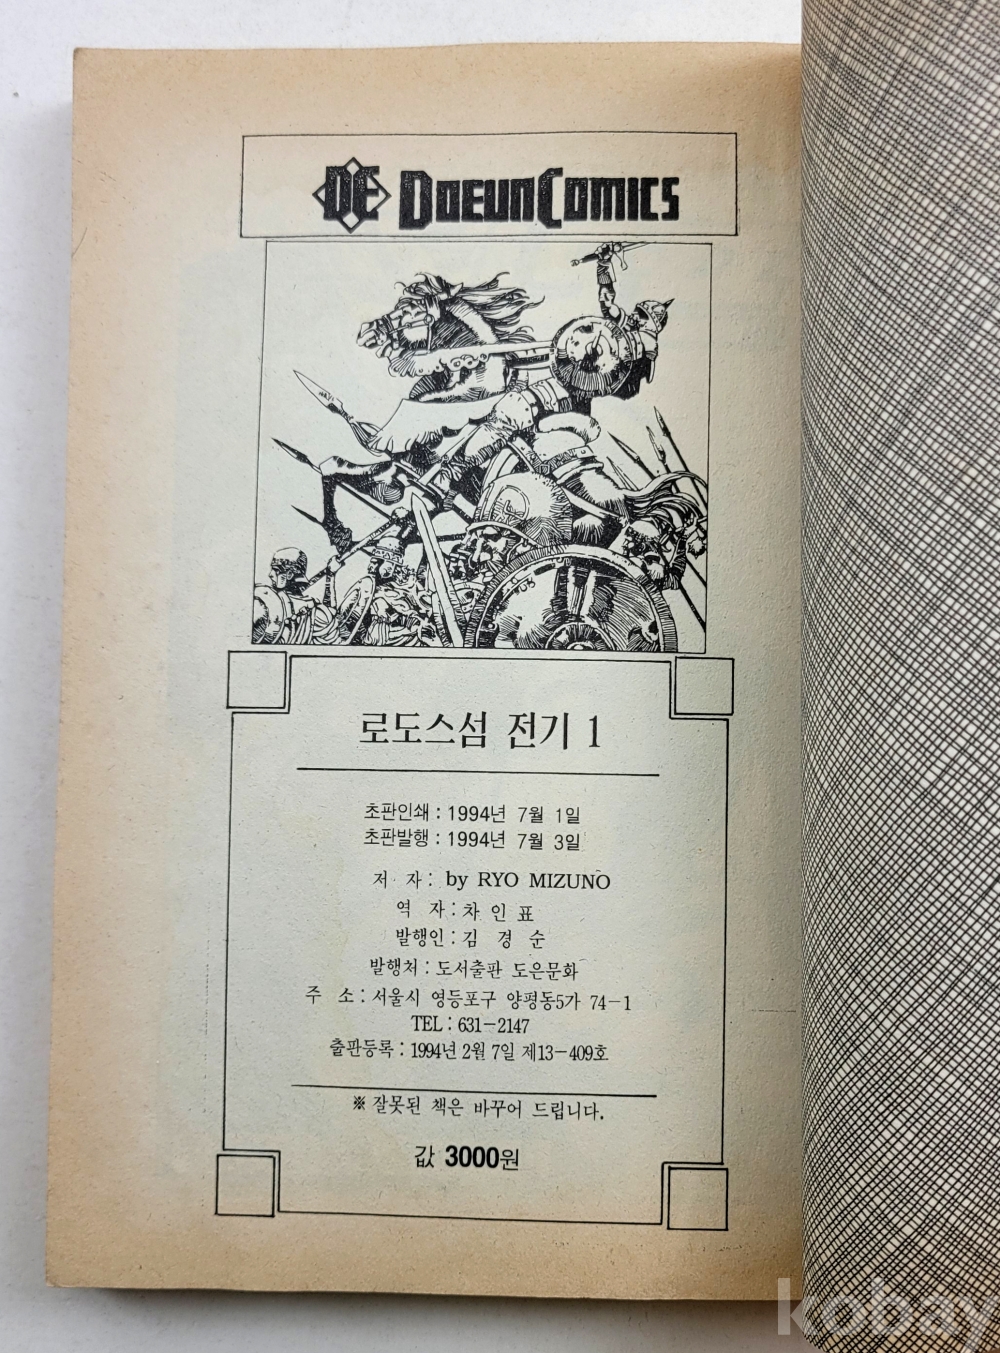 DE DOEUNCOMICS
로도스섬 전기 1
초판인쇄 : 1994년 7월 1일
초판발행 : 1994년 7월 3일
저 자 : by RYO MIZUNO
역 자 : 차 인 표
발행인 : 김 경 순
발행처 : 도서출판 도은문화
주 소 : 서울시 영등포구 양평동5가 74-1
TEL : 631-2147
출판등록 : 1994년 2월 7일 제13-409호
※ 잘못된 책은 바꾸어 드립니다.
값 3000원
kobay